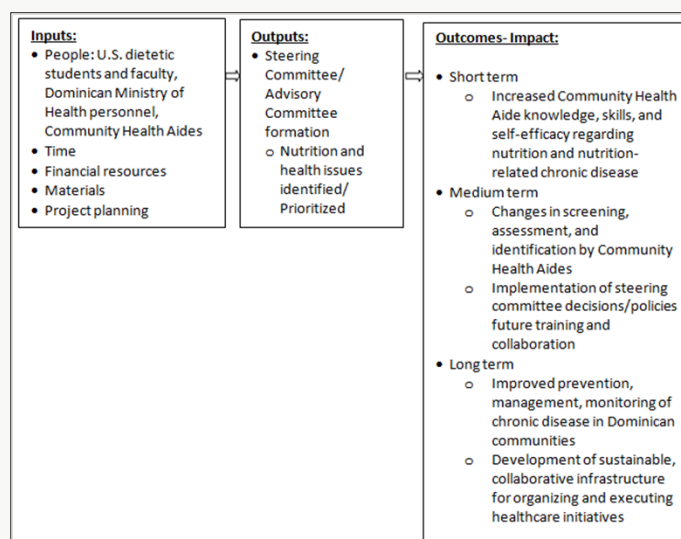 Inputs:
• People: U.S. dietetic
students and faculty,
Dominican Ministry of
Health personnel,
Community Health Aides
• Time
• Financial resources
• Materials
• Project planning
Outputs:
• Steering
Committee/
Advisory
Committee
formation
o Nutrition and
health issues
identified/
Prioritized
Outcomes- Impact:
• Short term
o Increased Community Health
Aide knowledge, skills, and
self-efficacy regarding
nutrition and nutrition-
related chronic disease
• Medium term
o Changes in screening,
assessment, and
identification by Community
Health Aides
o Implementation of steering
committee decisions/policies
future training and
collaboration
• Long term
o Improved prevention,
management, monitoring of
chronic disease in Dominican
communities
o Development of sustainable,
collaborative infrastructure
for organizing and executing
healthcare initiatives